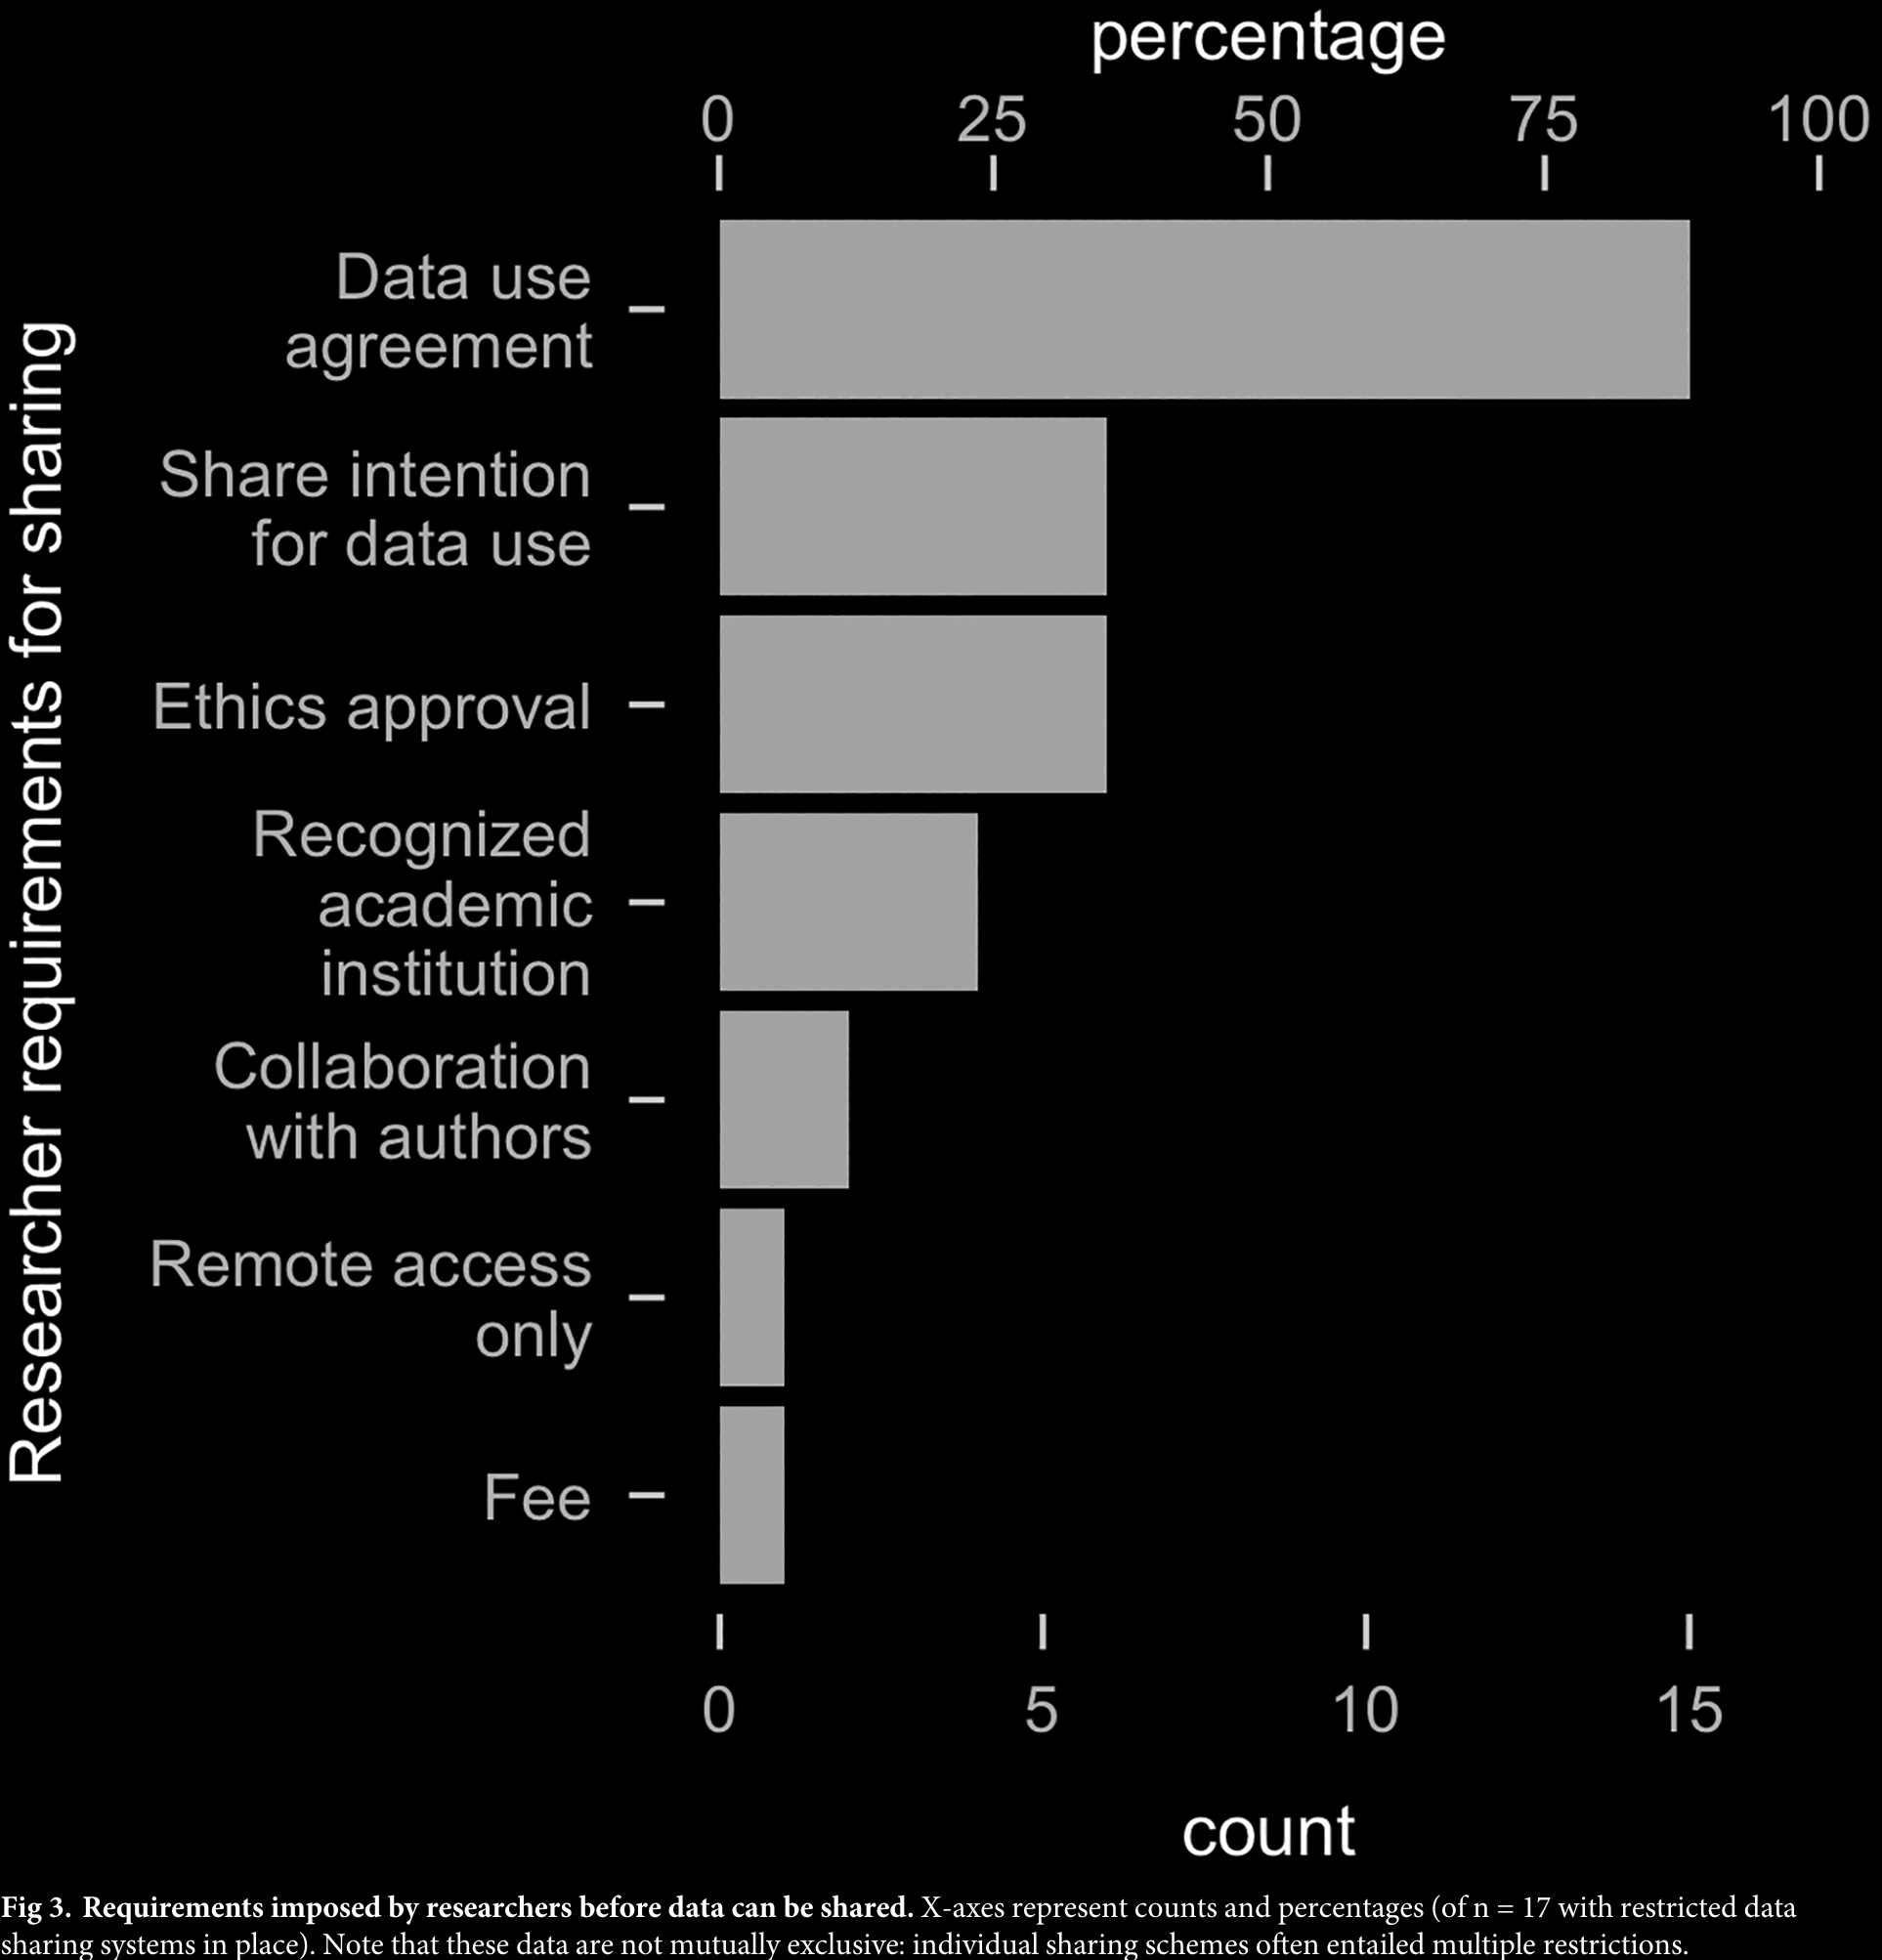 percentage
0 25 50 75 100
Researcher requirements for sharing
Data use
agreement
Share intention
for data use
Ethics approval
Recognized
academic
institution
Collaboration
with authors
Remote access
only
Fee
0 5 10 15
count
Fig 3. Requirements imposed by researchers before data can be shared. X-axes represent counts and percentages (of n = 17 with restricted data
sharing systems in place). Note that these data are not mutually exclusive: individual sharing schemes often entailed multiple restrictions.